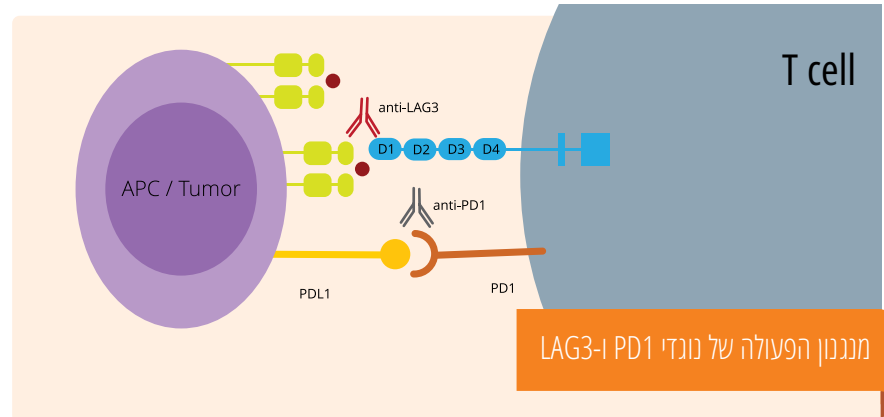 T cell
anti-LAG3
D1 D2 D3 D4
APC / Tumor
anti-PD1
PDL1
PD1
מנגנון הפעולה של נוגדי PD1 ו-LAG3